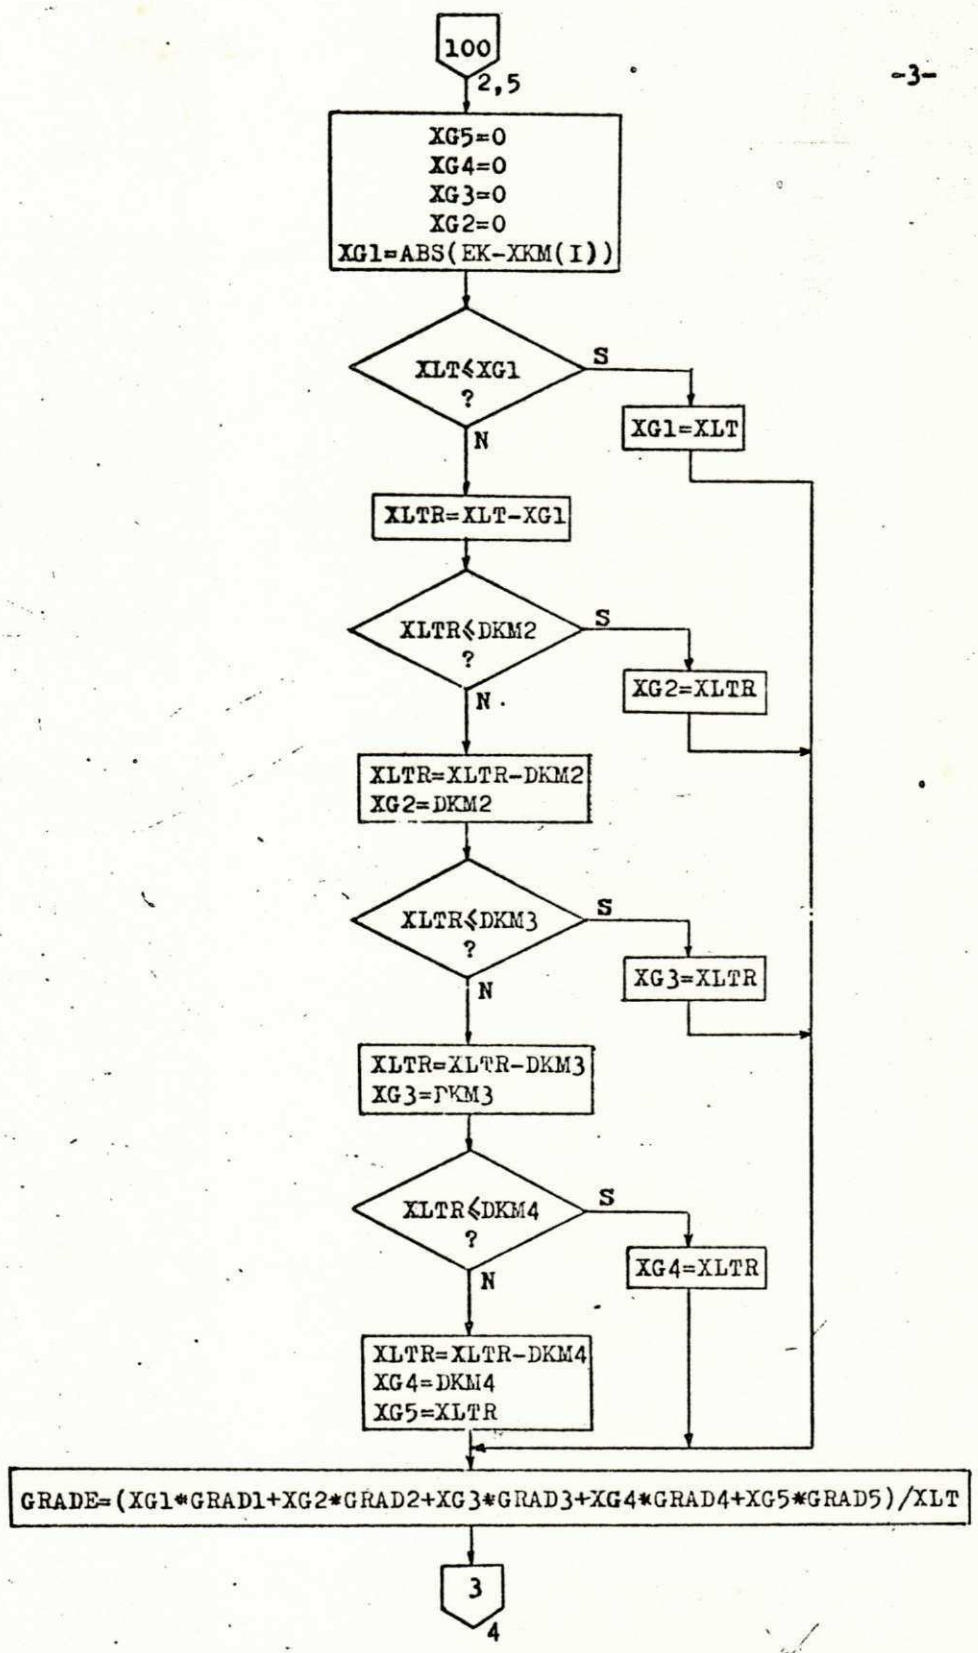 100
-3-
2,5
XG5=0
XG4=0
XG3=0
XG2=0
XG1=ABS(EK-XKM(I))
XLT≤XG1
?
S
XG1=XLT
N
XLTR=XLT-XG1
XLTR≤DKM2
?
S
XG2=XLTR
N
XLTR=XLTR-DKM2
XG2=DKM2
XLTR≤DKM3
?
S
XG3=XLTR
N
XLTR=XLTR-DKM3
XG3=DKM3
XLTR≤DKM4
?
S
XG4=XLTR
N
XLTR=XLTR-DKM4
XG4=DKM4
XG5=XLTR
GRADE=(XG1*GRAD1+XG2*GRAD2+XG3*GRAD3+XG4*GRAD4+XG5*GRAD5)/XLT
3
4